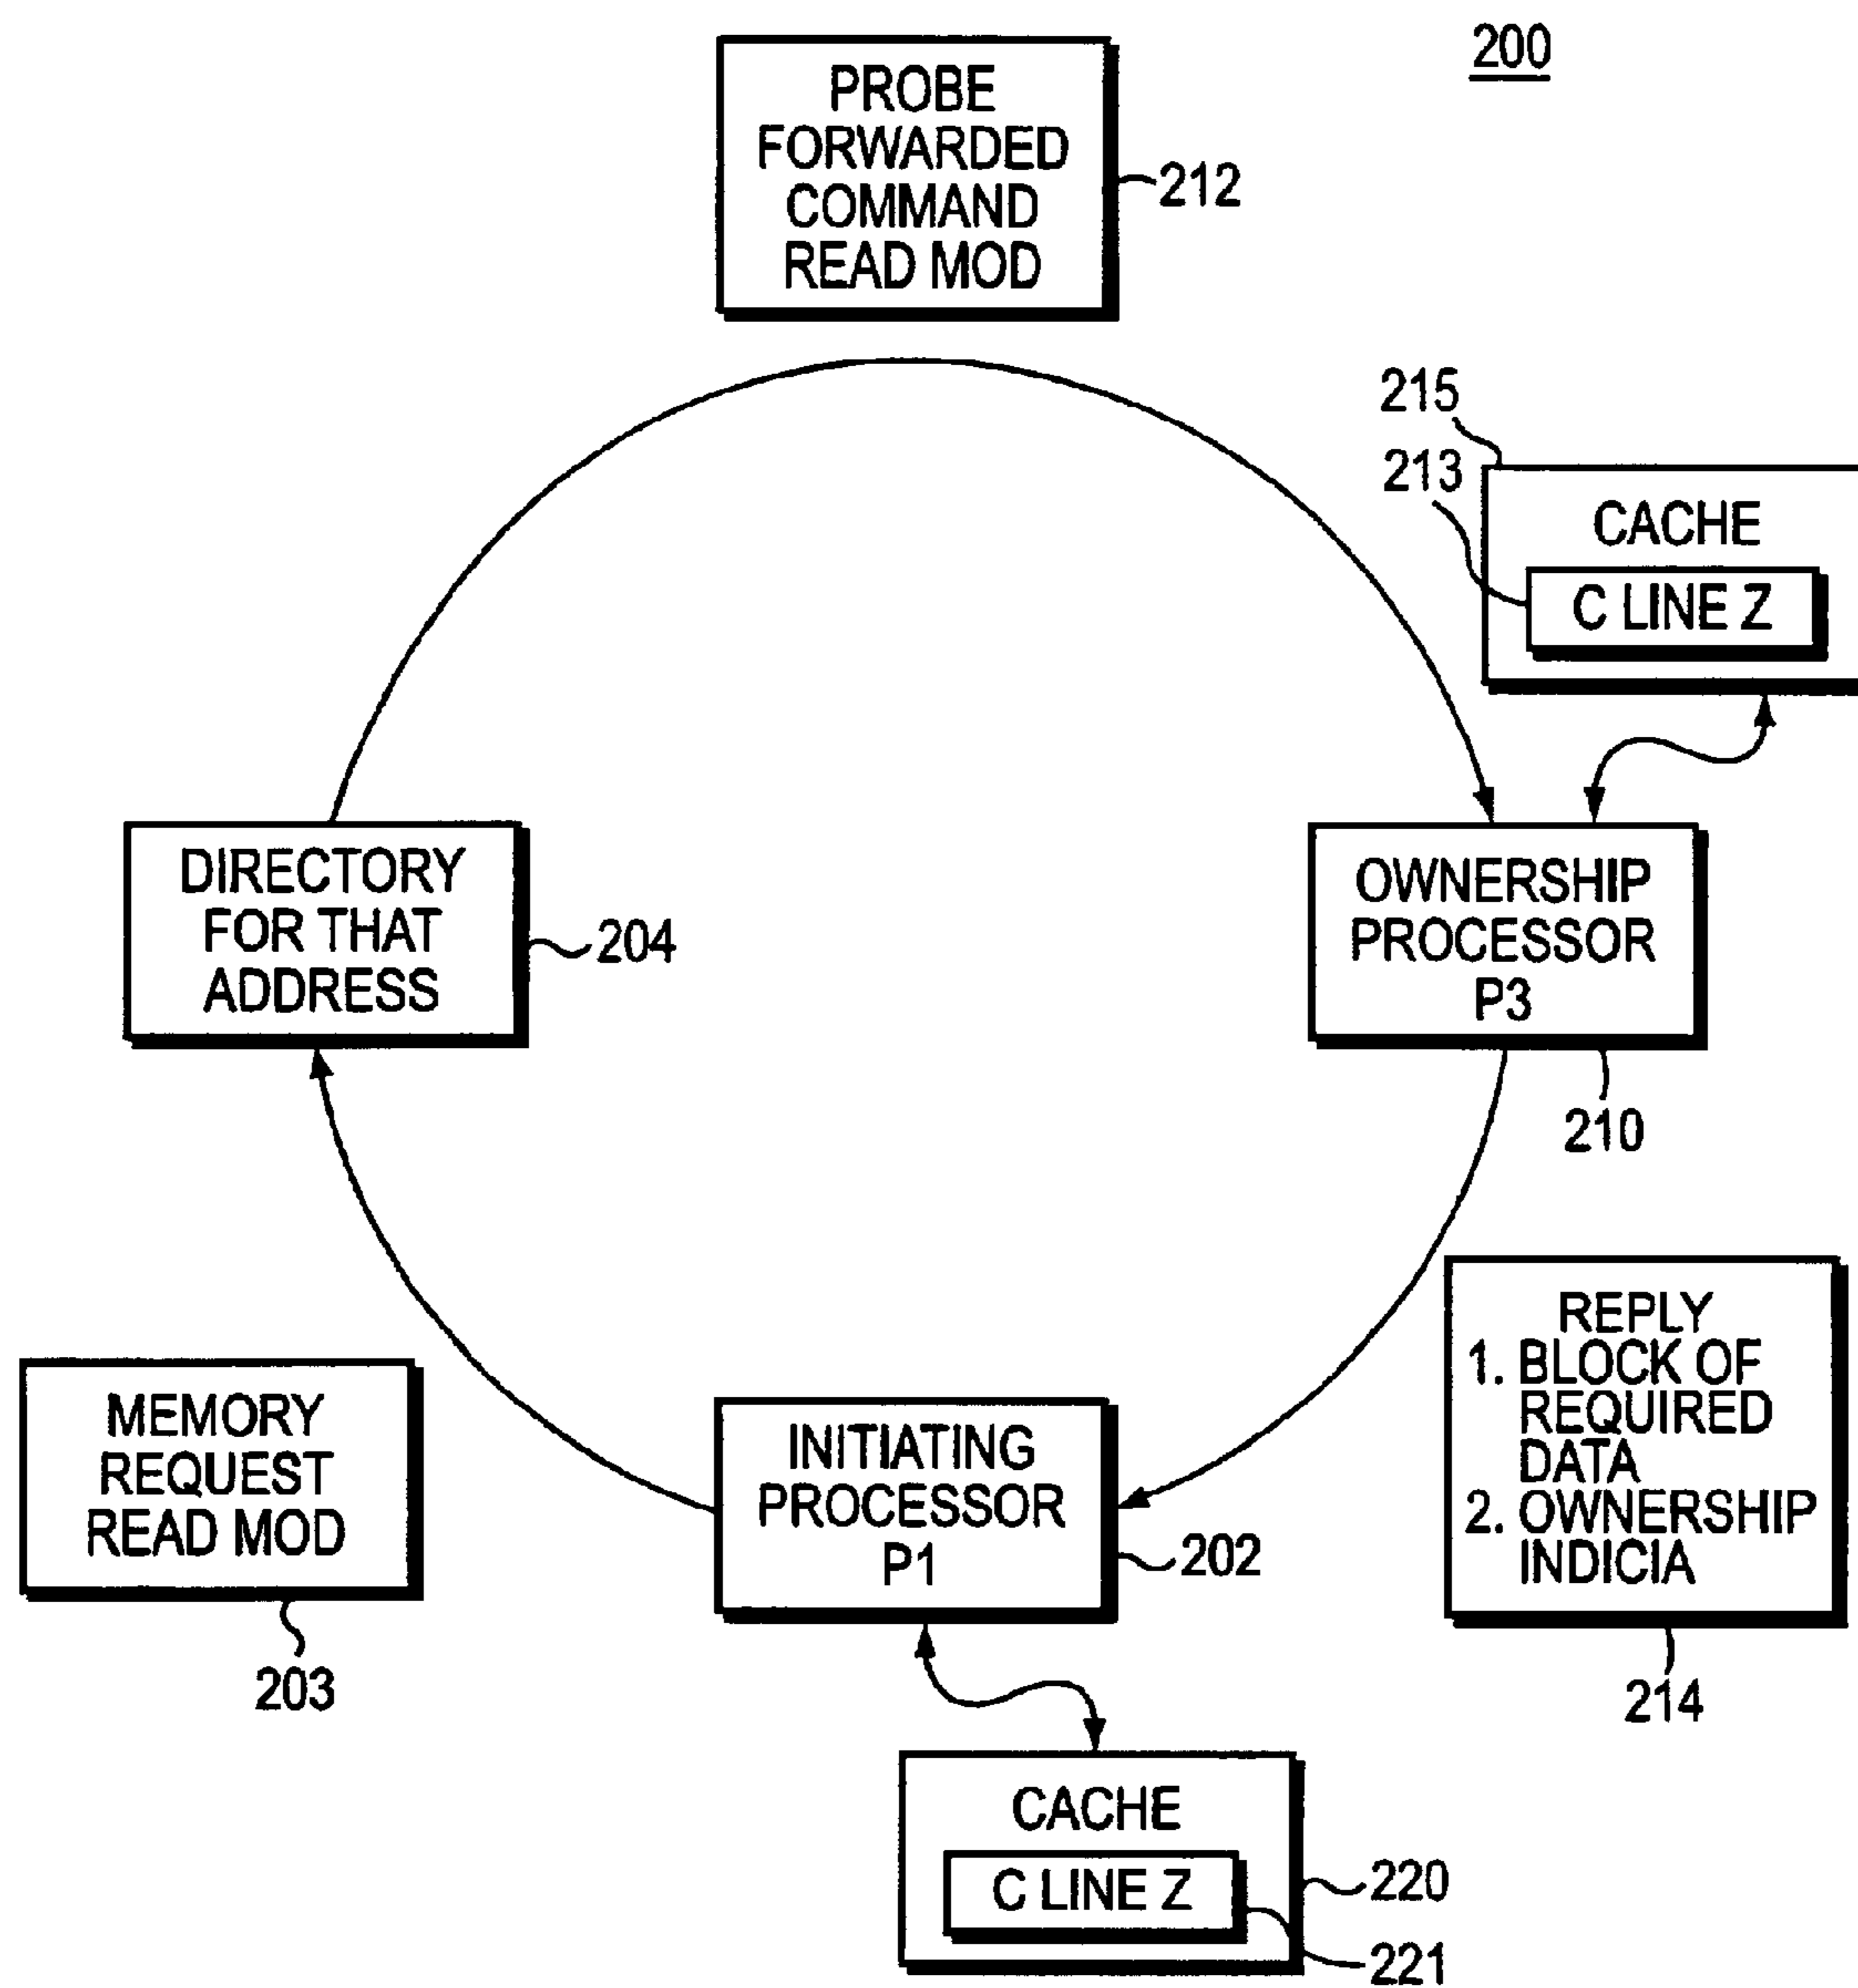 200
PROBE
FORWARDED
COMMAND
READ MOD
212
215
213
CACHE
C LINE Z
DIRECTORY
FOR THAT
ADDRESS
204
OWNERSHIP
PROCESSOR
P3
210
MEMORY
REQUEST
READ MOD
203
INITIATING
PROCESSOR
P1
202
REPLY
1. BLOCK OF
REQUIRED
DATA
2. OWNERSHIP
INDICIA
214
CACHE
C LINE Z
220
221